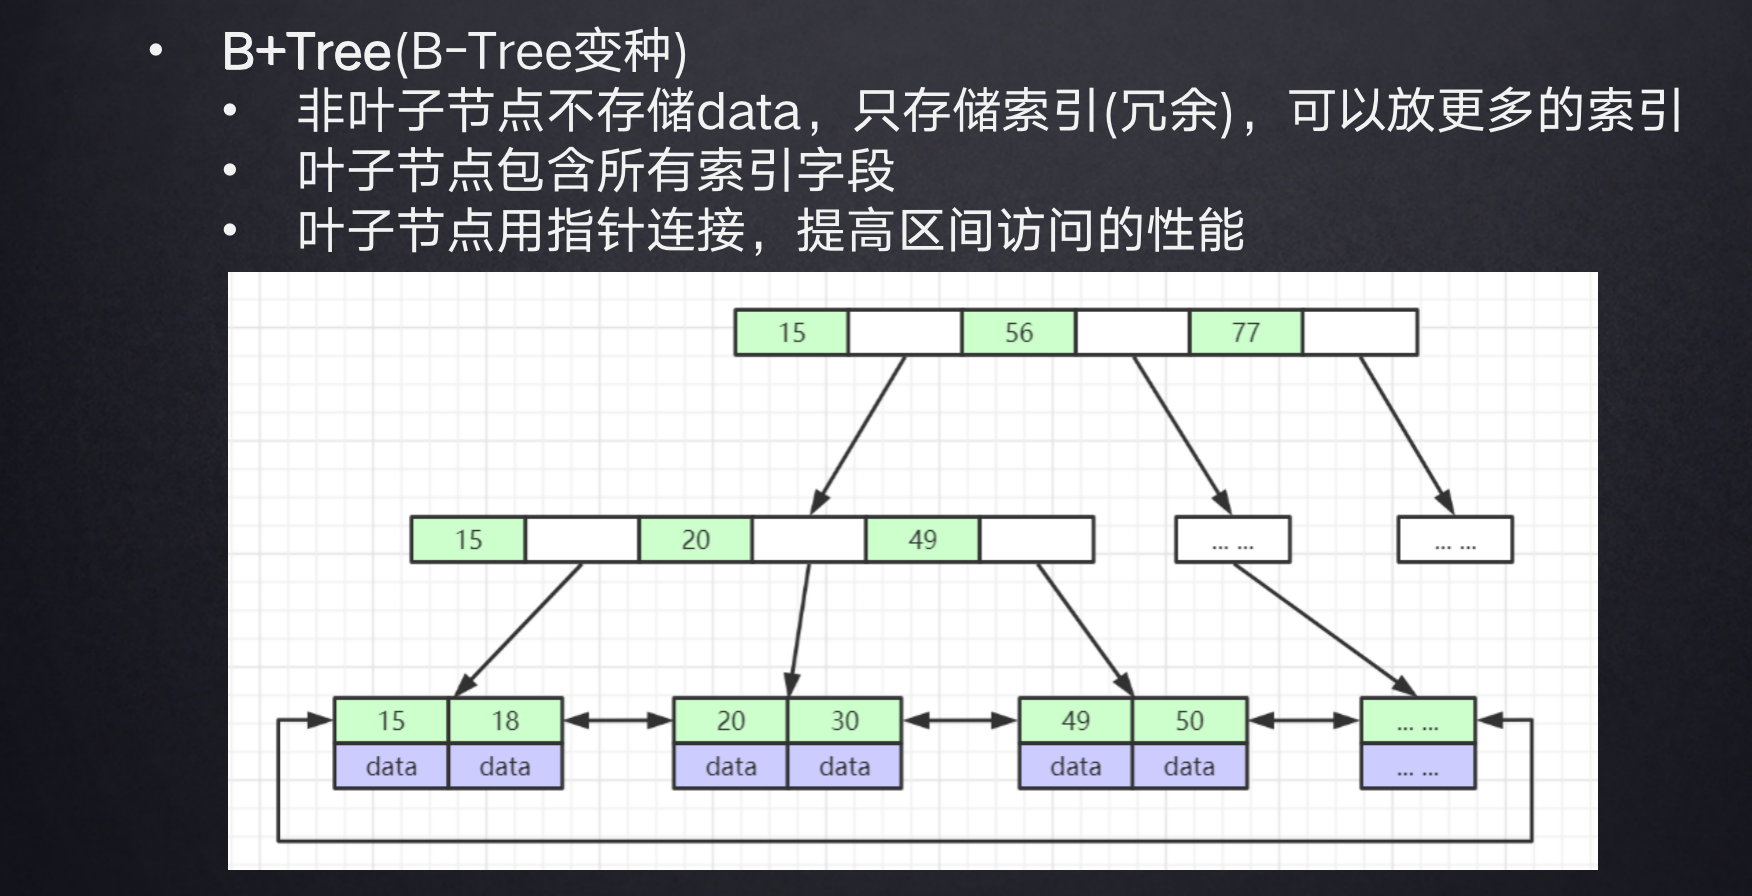 • B+Tree(B-Tree变种)
• 非叶子节点不存储data，只存储索引(冗余)，可以放更多的索引
• 叶子节点包含所有索引字段
• 叶子节点用指针连接，提高区间访问的性能
15 56 77
15 20 49 ... ... ... ...
15 18 20 30 49 50 ... ...
data data data data data data ... ...